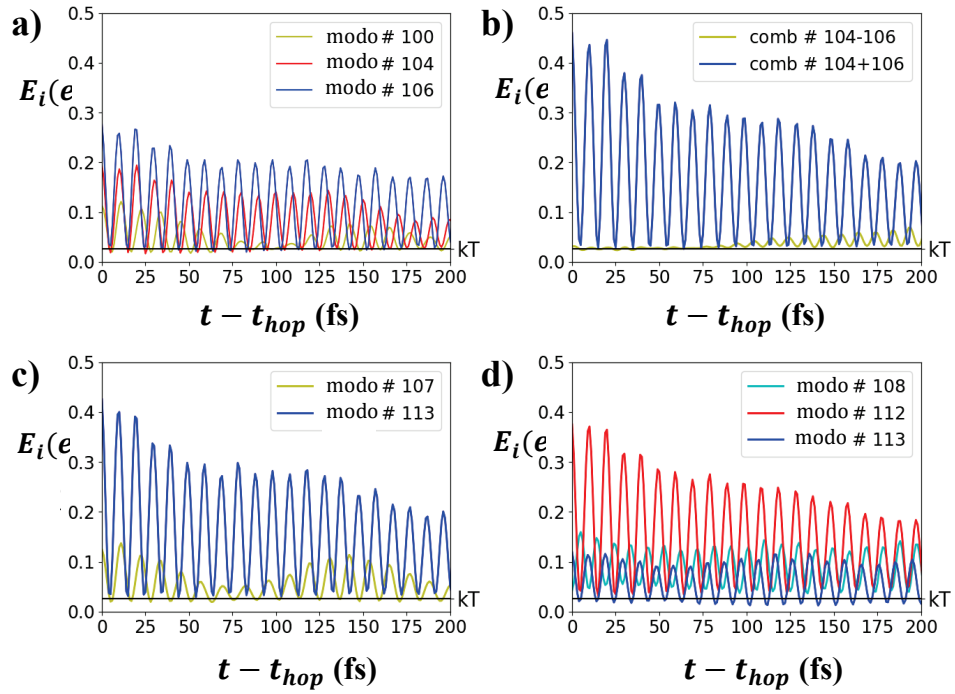 a)
0.5
0.4
0.3
0.2
0.1
0.0
E_i(e
modo # 100
modo # 104
modo # 106
kT
0 25 50 75 100 125 150 175 200
t − t_hop (fs)
b)
0.5
0.4
0.3
0.2
0.1
0.0
E_i(e
comb # 104-106
comb # 104+106
kT
0 25 50 75 100 125 150 175 200
t − t_hop (fs)
c)
0.5
0.4
0.3
0.2
0.1
0.0
E_i(e
modo # 107
modo # 113
kT
0 25 50 75 100 125 150 175 200
t − t_hop (fs)
d)
0.5
0.4
0.3
0.2
0.1
0.0
E_i(e
modo # 108
modo # 112
modo # 113
kT
0 25 50 75 100 125 150 175 200
t − t_hop (fs)